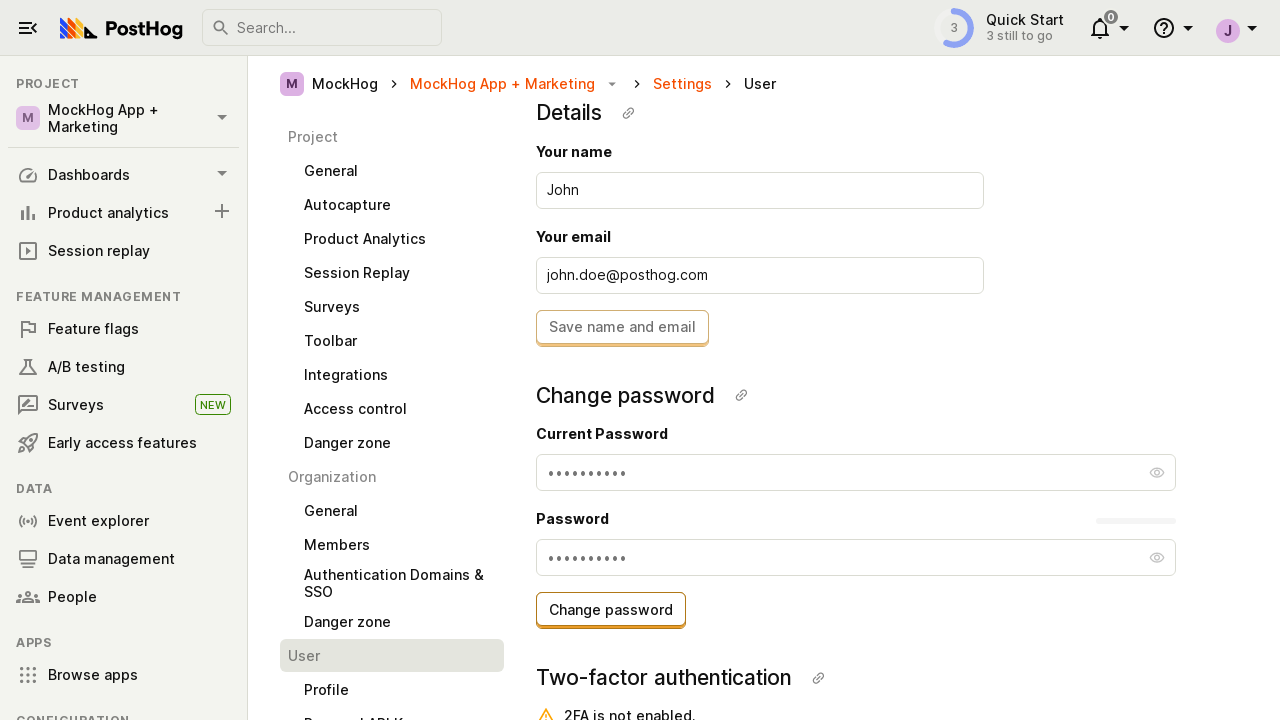 PostHog
Search...
3
Quick Start
3 still to go
0
J
PROJECT
M
MockHog App +
Marketing
Dashboards
Product analytics
Session replay
FEATURE MANAGEMENT
Feature flags
A/B testing
Surveys
NEW
Early access features
DATA
Event explorer
Data management
People
APPS
Browse apps
CONFIGURATION
M
MockHog
MockHog App + Marketing
Settings
User
Project
General
Autocapture
Product Analytics
Session Replay
Surveys
Toolbar
Integrations
Access control
Danger zone
Organization
General
Members
Authentication Domains &
SSO
Danger zone
User
Profile
Details
Your name
John
Your email
john.doe@posthog.com
Save name and email
Change password
Current Password
••••••••••
Password
••••••••••
Change password
Two-factor authentication
2FA is not enabled.